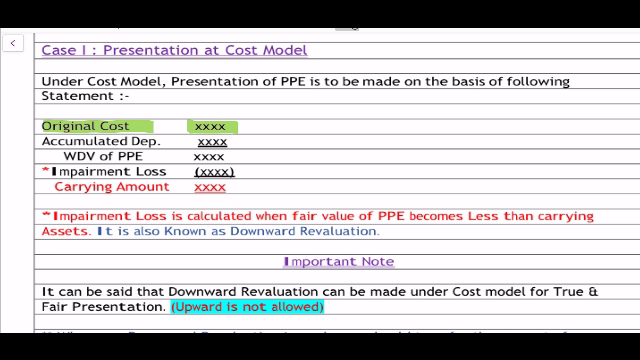 Case I : Presentation at Cost Model
Under Cost Model, Presentation of PPE is to be made on the basis of following
Statement :-
Original Cost xxxx
Accumulated Dep. xxxx
WDV of PPE xxxx
*Impairment Loss (xxxx)
Carrying Amount xxxx
*Impairment Loss is calculated when fair value of PPE becomes Less than carrying
Assets. It is also Known as Downward Revaluation.
Important Note
It can be said that Downward Revaluation can be made under Cost model for True &
Fair Presentation. (Upward is not allowed)